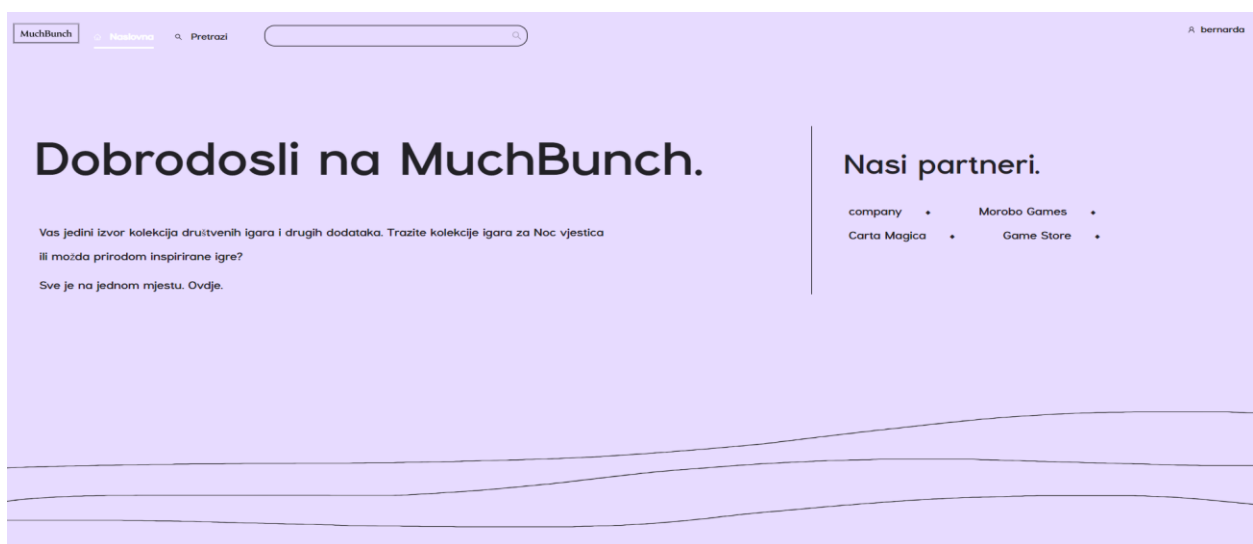 MuchBunch
Naslovna
Pretrazi
bernarda
Dobrodosli na MuchBunch.
Vas jedini izvor kolekcija društvenih igara i drugih dodataka. Trazite kolekcije igara za Noc vjestica
ili možda prirodom inspirirane igre?
Sve je na jednom mjestu. Ovdje.
Nasi partneri.
company • Morobo Games •
Carta Magica • Game Store •